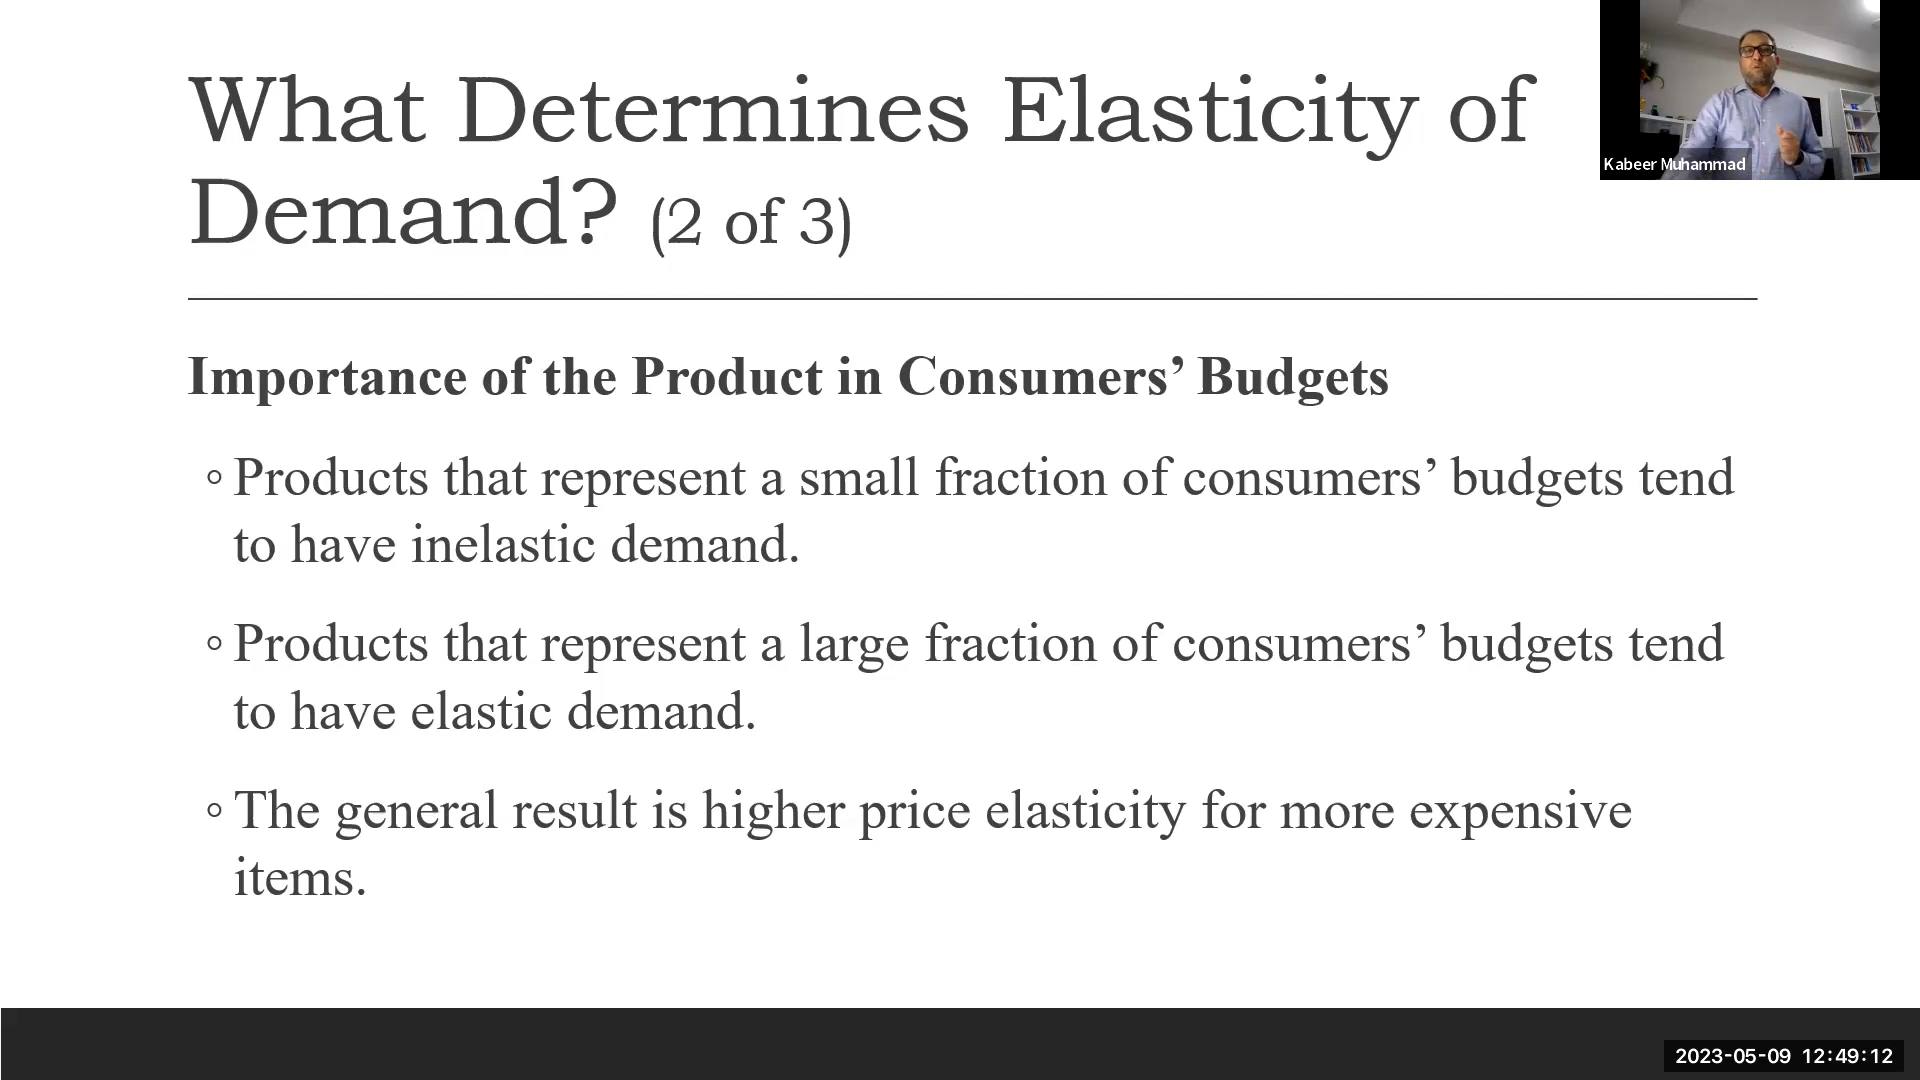 What Determines Elasticity of
Demand? (2 of 3)
Kabeer Muhammad
Importance of the Product in Consumers’ Budgets
◦ Products that represent a small fraction of consumers’ budgets tend
to have inelastic demand.
◦ Products that represent a large fraction of consumers’ budgets tend
to have elastic demand.
◦ The general result is higher price elasticity for more expensive
items.
2023-05-09 12:49:12